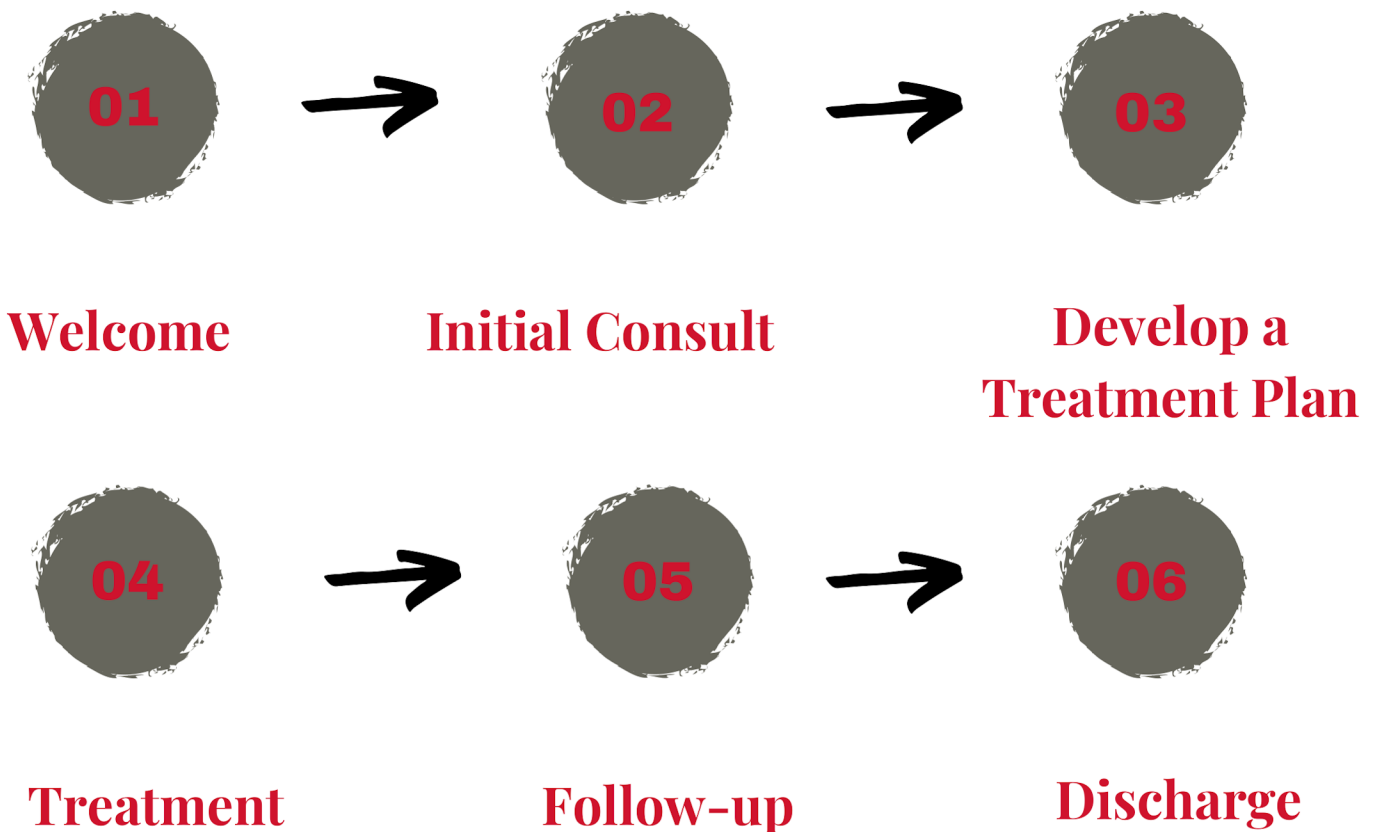 01
02
03
Welcome
Initial Consult
Develop a
Treatment Plan
04
05
06
Treatment
Follow-up
Discharge